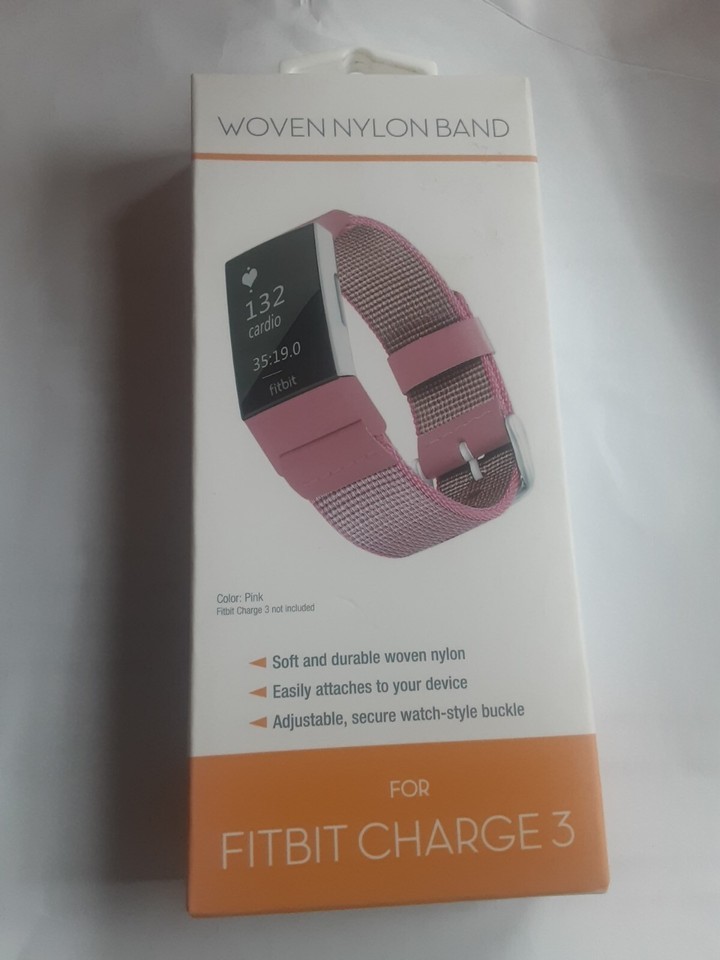 WOVEN NYLON BAND
132
cardio
35:19.0
fitbit
Color: Pink
Fitbit Charge 3 not included
Soft and durable woven nylon
Easily attaches to your device
Adjustable, secure watch-style buckle
FOR
FITBIT CHARGE 3